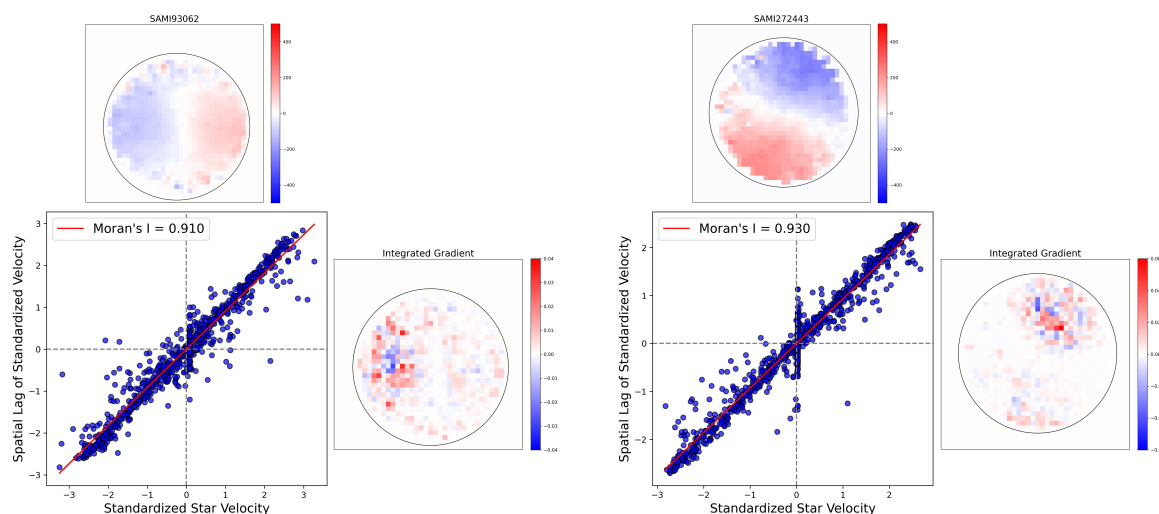 SAMI93062
400
200
0
−200
−400
Moran's I = 0.910
Spatial Lag of Standardized Velocity
3
2
1
0
−1
−2
−3
−3 −2 −1 0 1 2 3
Standardized Star Velocity
Integrated Gradient
0.04
0.03
0.02
0.01
0.00
−0.01
−0.02
−0.03
−0.04
SAMI272443
400
200
0
−200
−400
Moran's I = 0.930
Spatial Lag of Standardized Velocity
2
1
0
−1
−2
−3 −2 −1 0 1 2
Standardized Star Velocity
Integrated Gradient
0.00